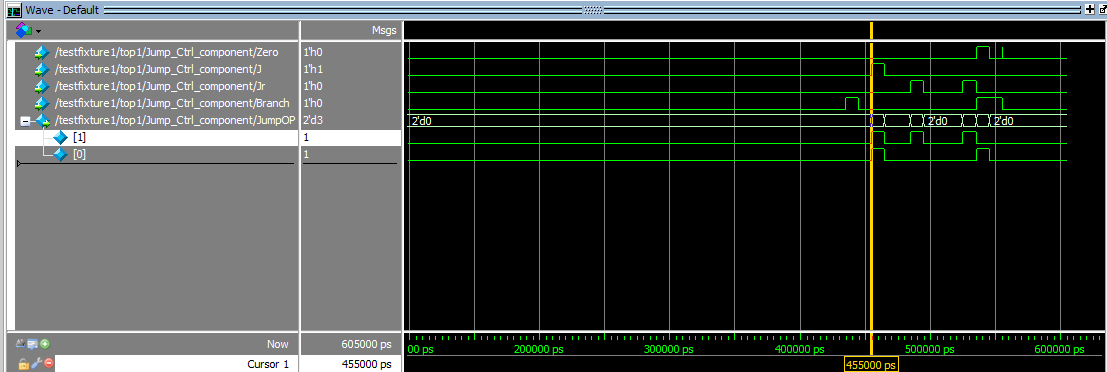 Wave - Default
Msgs
/testfixture1/top1/Jump_Ctrl_component/Zero 1'h0
/testfixture1/top1/Jump_Ctrl_component/J 1'h1
/testfixture1/top1/Jump_Ctrl_component/Jr 1'h0
/testfixture1/top1/Jump_Ctrl_component/Branch 1'h0
/testfixture1/top1/Jump_Ctrl_component/JumpOP 2'd3 2'd0 2'd0 2'd0
[1] 1
[0] 1
Now 605000 ps 00 ps 200000 ps 300000 ps 400000 ps 500000 ps 600000 ps
Cursor 1 455000 ps 455000 ps